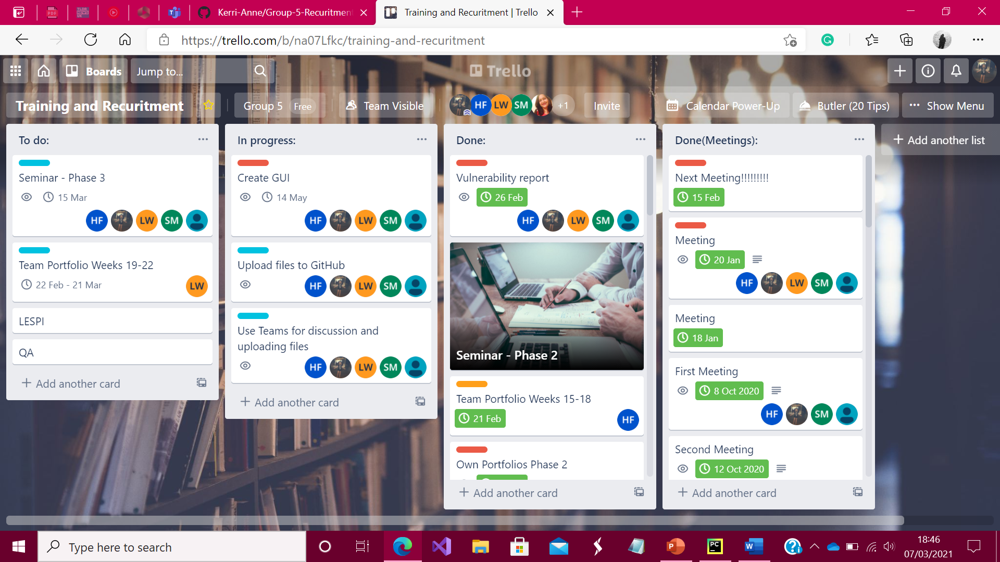 Kerri-Anne/Group-5-Recuritment
Training and Recuritment | Trello
https://trello.com/b/na07Lfkc/training-and-recuritment
Boards
Jump to...
Trello
Training and Recuritment
Group 5 Free
Team Visible
HF LW SM +1
Invite
Calendar Power-Up
Butler (20 Tips)
Show Menu
To do:
Seminar - Phase 3
15 Mar
HF LW SM
Team Portfolio Weeks 19-22
22 Feb - 21 Mar
LW
LESPI
QA
Add another card
In progress:
Create GUI
14 May
HF LW SM
Upload files to GitHub
HF LW SM
Use Teams for discussion and
uploading files
HF LW SM
Add another card
Done:
Vulnerability report
26 Feb
HF LW SM
Seminar - Phase 2
Team Portfolio Weeks 15-18
21 Feb
HF
Own Portfolios Phase 2
Add another card
Done(Meetings):
Next Meeting!!!!!!!!!
15 Feb
Meeting
20 Jan
HF LW SM
Meeting
18 Jan
First Meeting
8 Oct 2020
HF SM
Second Meeting
12 Oct 2020
Add another card
Add another list
Type here to search
18:46
07/03/2021